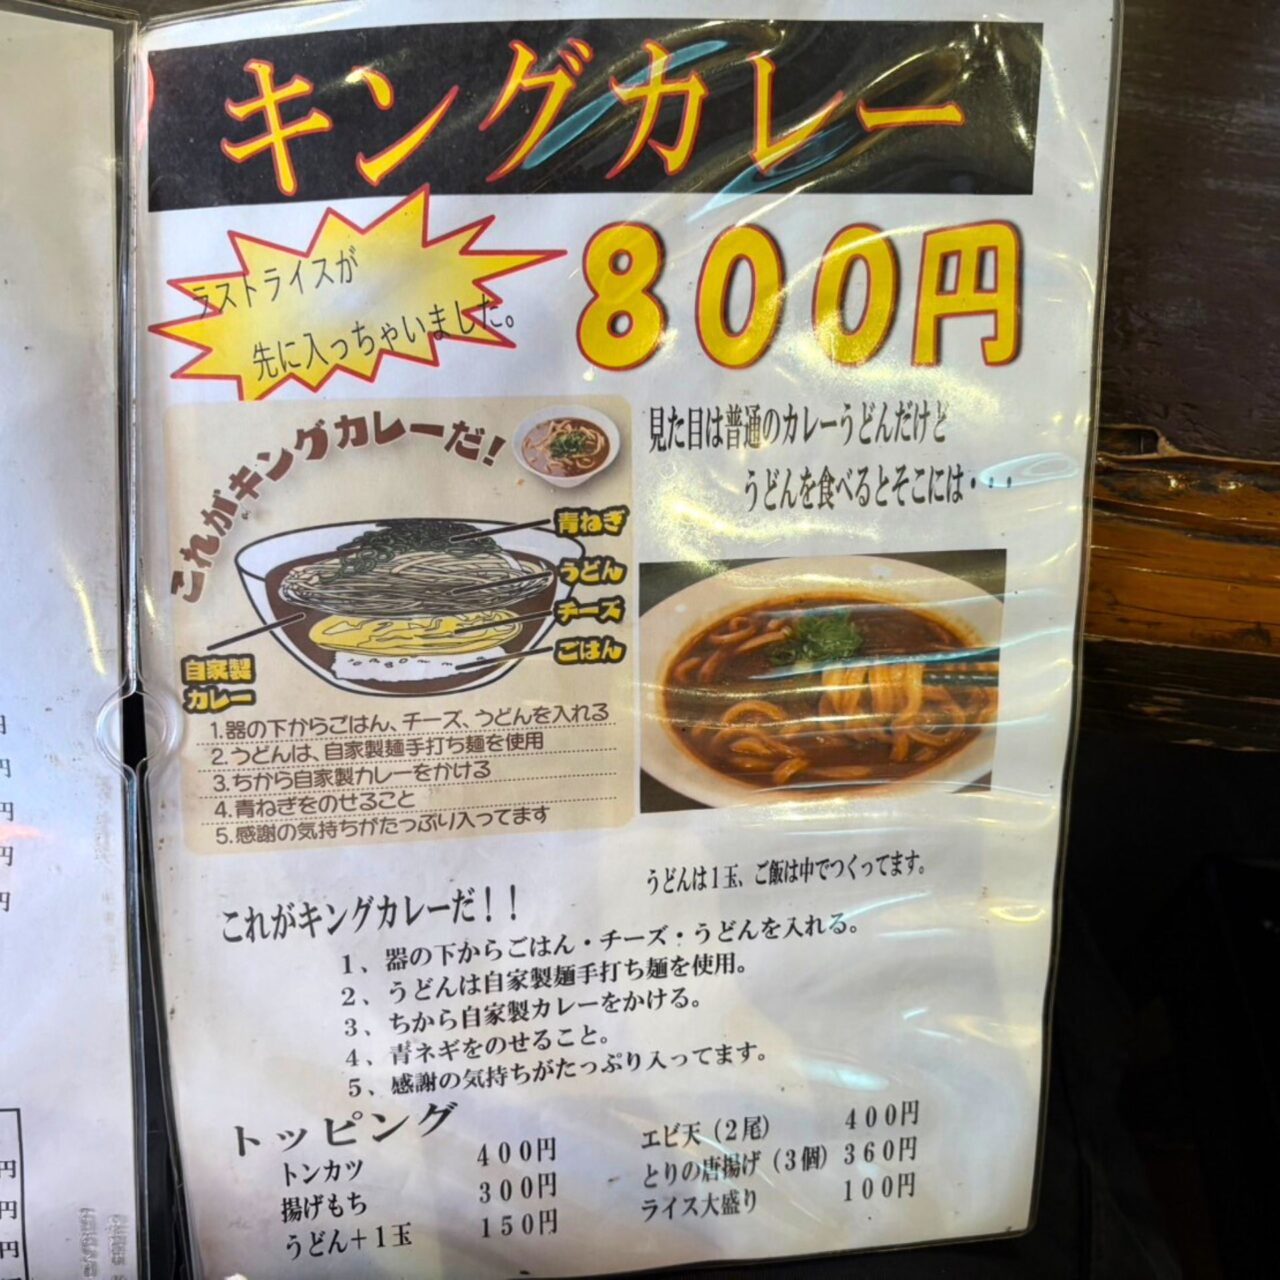 キングカレー
ラストライスが
先に入っちゃいました。
800円
これがキングカレーだ!
青ねぎ
うどん
チーズ
ごはん
自家製
カレー
1.器の下からごはん、チーズ、うどんを入れる
2.うどんは、自家製麺手打ち麺を使用
3.ちから自家製カレーをかける
4.青ねぎをのせること
5.感謝の気持ちがたっぷり入ってます
見た目は普通のカレーうどんだけど
うどんを食べるとそこには・・・
うどんは1玉、ご飯は中でつくってます。
これがキングカレーだ！！
1、器の下からごはん・チーズ・うどんを入れる。
2、うどんは自家製麺手打ち麺を使用。
3、ちから自家製カレーをかける。
4、青ネギをのせること。
5、感謝の気持ちがたっぷり入ってます。
トッピング
トンカツ 400円
揚げもち 300円
うどん+1玉 150円
エビ天（2尾） 400円
とりの唐揚げ（3個） 360円
ライス大盛り 100円
円
円
円
円
円
円
円
円